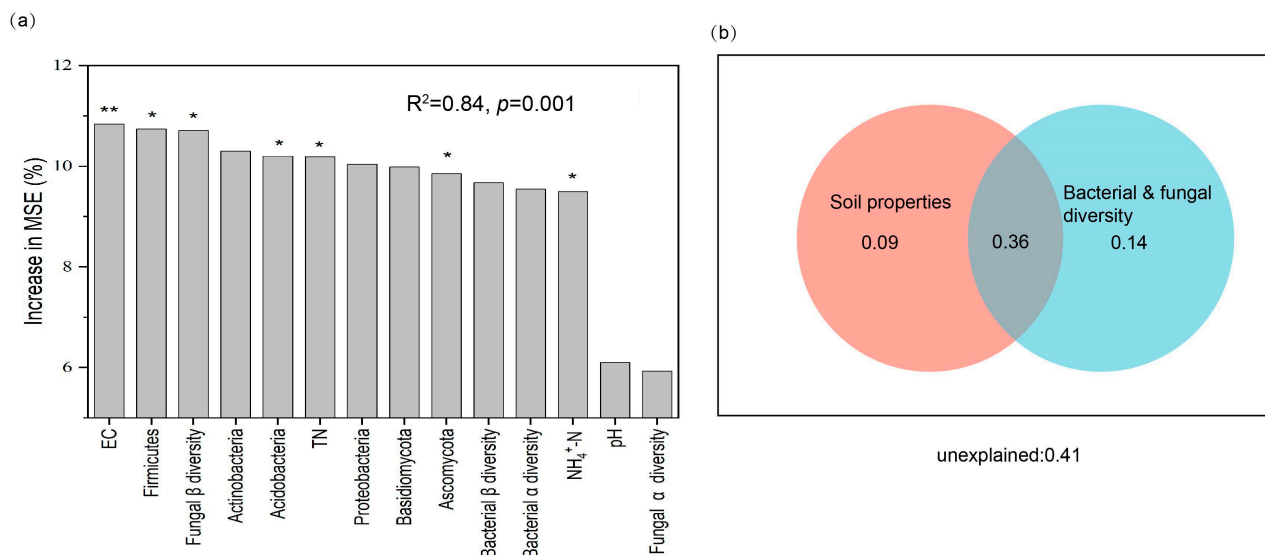 (a)
Increase in MSE (%)
12
10
8
6
** * * * * * *
R²=0.84, p=0.001
EC
Firmicutes
Fungal β diversity
Actinobacteria
Acidobacteria
TN
Proteobacteria
Basidiomycota
Ascomycota
Bacterial β diversity
Bacterial α diversity
NH₄⁺-N
pH
Fungal α diversity
(b)
Soil properties
0.09
0.36
Bacterial & fungal
diversity
0.14
unexplained:0.41